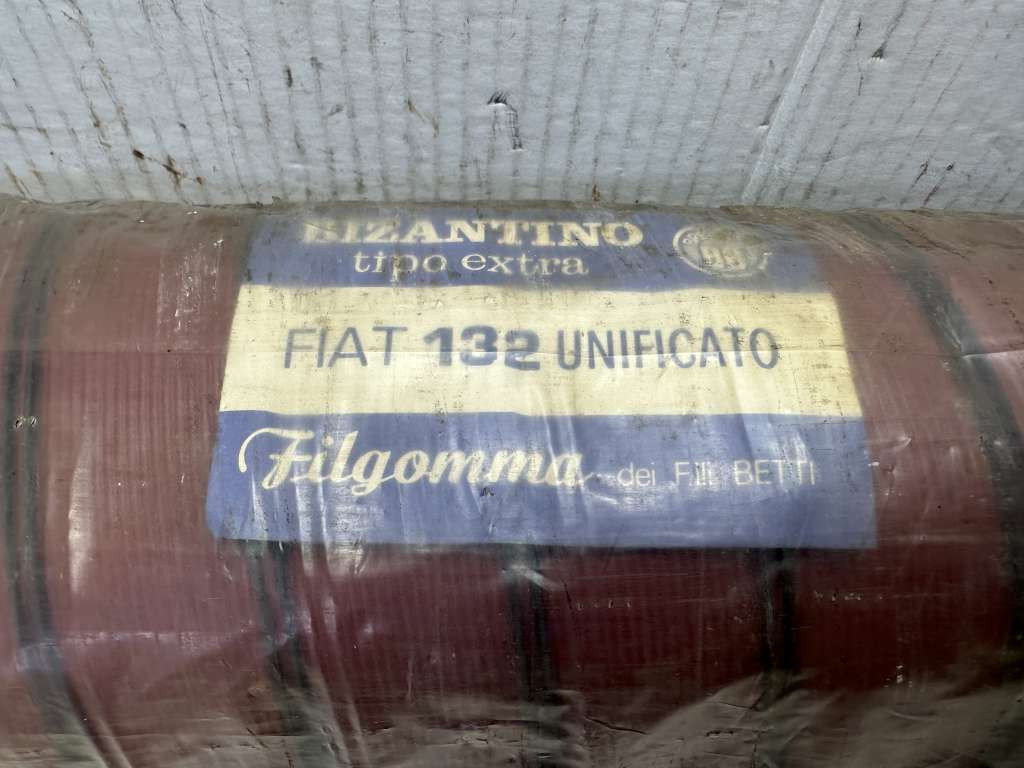 BIZANTINO
tipo extra
FIAT 132 UNIFICATO
Filgomma dei F.lli BETTI